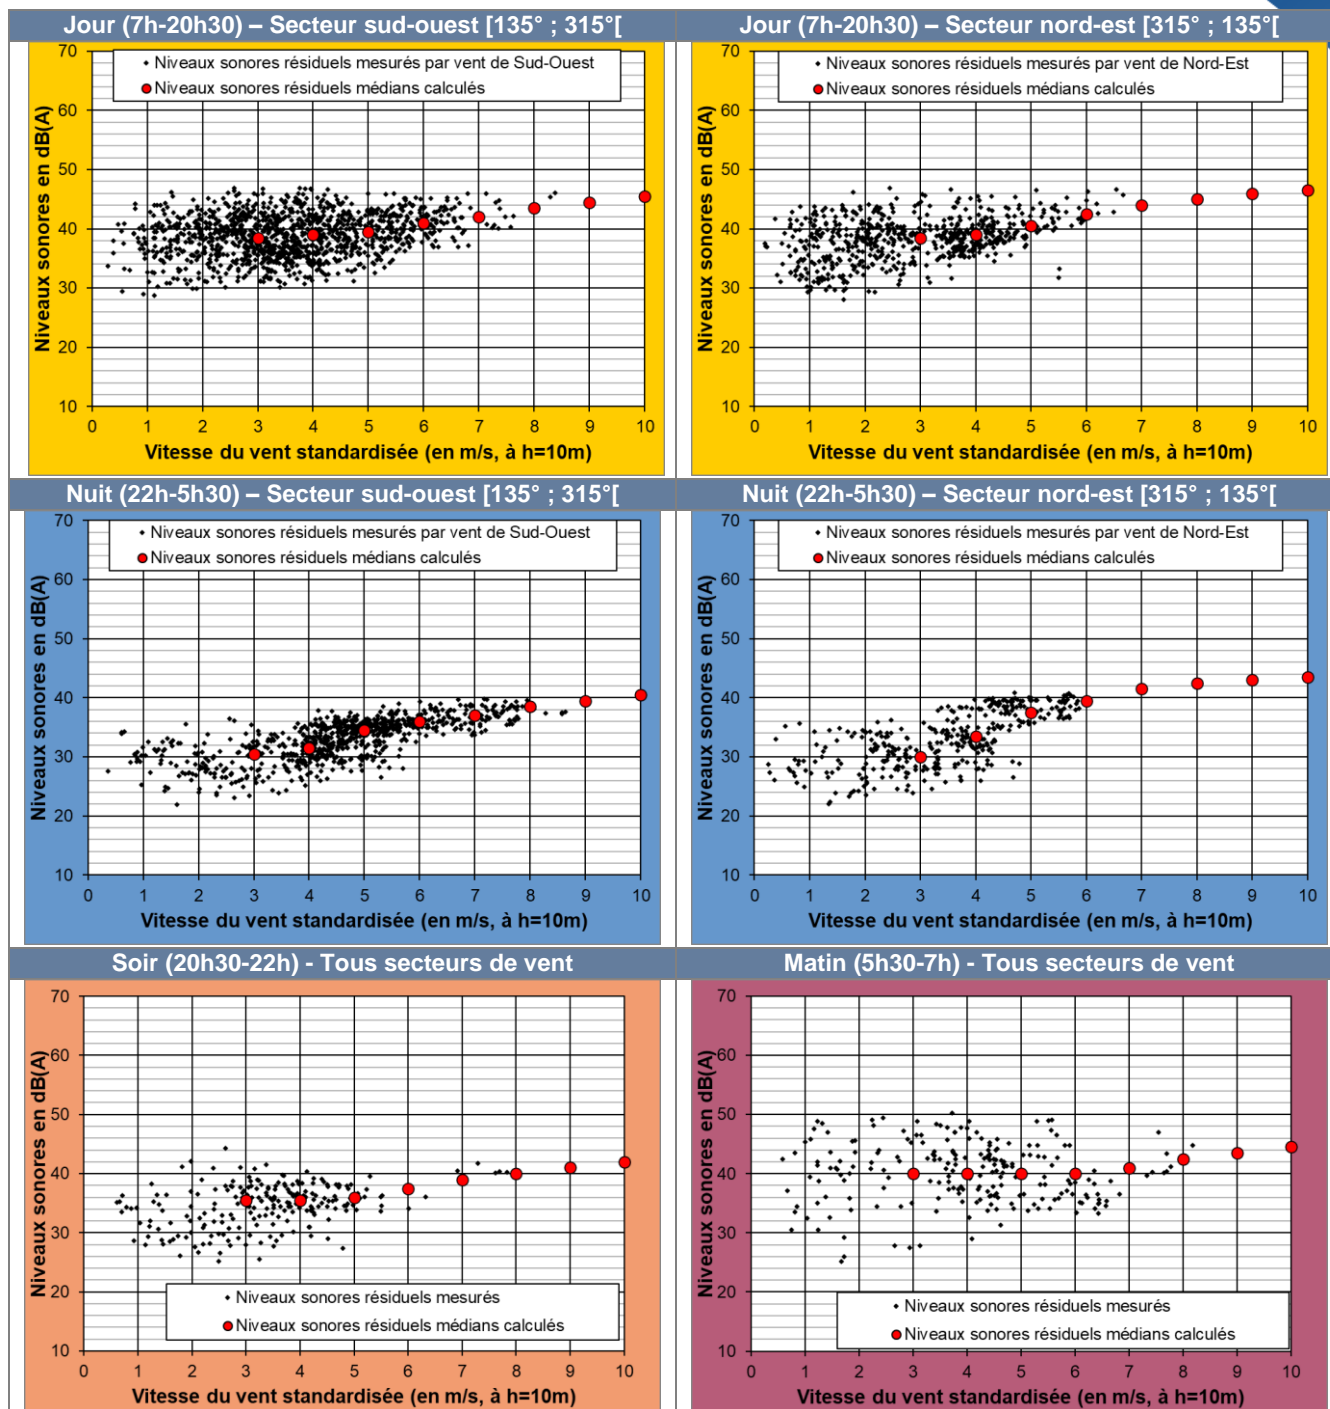 Jour (7h-20h30) – Secteur sud-ouest [135° ; 315°[
Niveaux sonores en dB(A)
70
60
50
40
30
20
10
Niveaux sonores résiduels mesurés par vent de Sud-Ouest
Niveaux sonores résiduels médians calculés
0 1 2 3 4 5 6 7 8 9 10
Vitesse du vent standardisée (en m/s, à h=10m)
Jour (7h-20h30) – Secteur nord-est [315° ; 135°[
Niveaux sonores en dB(A)
70
60
50
40
30
20
10
Niveaux sonores résiduels mesurés par vent de Nord-Est
Niveaux sonores résiduels médians calculés
0 1 2 3 4 5 6 7 8 9 10
Vitesse du vent standardisée (en m/s, à h=10m)
Nuit (22h-5h30) – Secteur sud-ouest [135° ; 315°[
Niveaux sonores en dB(A)
70
60
50
40
30
20
10
Niveaux sonores résiduels mesurés par vent de Sud-Ouest
Niveaux sonores résiduels médians calculés
0 1 2 3 4 5 6 7 8 9 10
Vitesse du vent standardisée (en m/s, à h=10m)
Nuit (22h-5h30) – Secteur nord-est [315° ; 135°[
Niveaux sonores en dB(A)
70
60
50
40
30
20
10
Niveaux sonores résiduels mesurés par vent de Nord-Est
Niveaux sonores résiduels médians calculés
0 1 2 3 4 5 6 7 8 9 10
Vitesse du vent standardisée (en m/s, à h=10m)
Soir (20h30-22h) - Tous secteurs de vent
Niveaux sonores en dB(A)
70
60
50
40
30
20
10
Niveaux sonores résiduels mesurés
Niveaux sonores résiduels médians calculés
0 1 2 3 4 5 6 7 8 9 10
Vitesse du vent standardisée (en m/s, à h=10m)
Matin (5h30-7h) - Tous secteurs de vent
Niveaux sonores en dB(A)
70
60
50
40
30
20
10
Niveaux sonores résiduels mesurés
Niveaux sonores résiduels médians calculés
0 1 2 3 4 5 6 7 8 9 10
Vitesse du vent standardisée (en m/s, à h=10m)